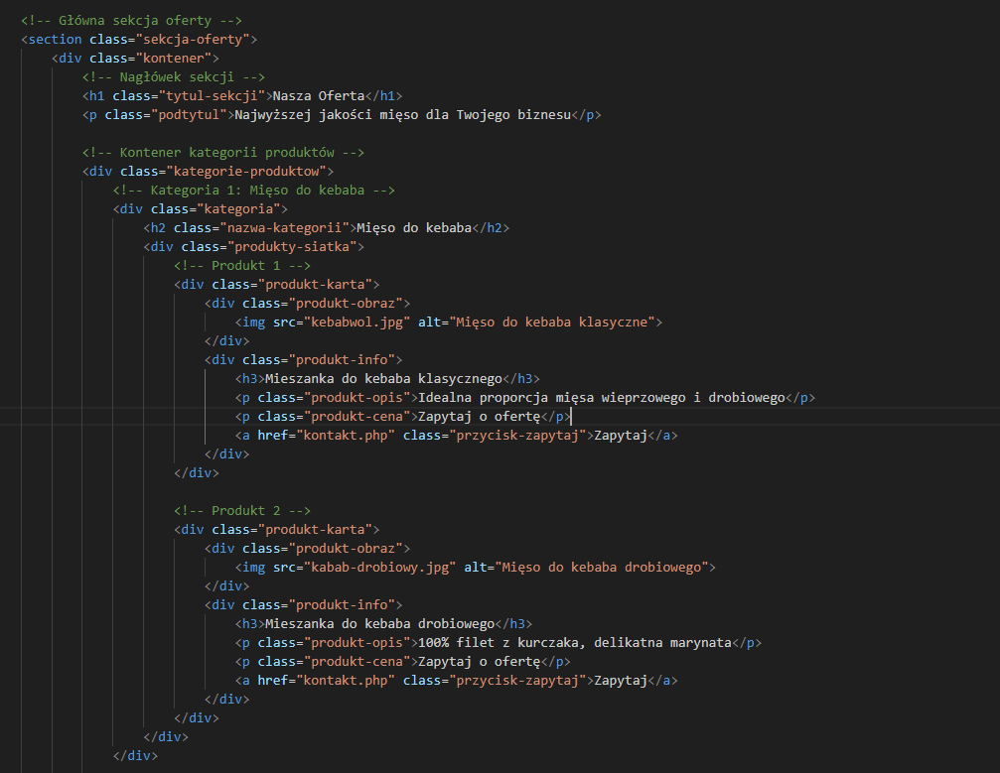 <!-- Główna sekcja oferty -->
<section class="sekcja-oferty">
<div class="kontener">
<!-- Nagłówek sekcji -->
<h1 class="tytul-sekcji">Nasza Oferta</h1>
<p class="podtytul">Najwyższej jakości mięso dla Twojego biznesu</p>
<!-- Kontener kategorii produktów -->
<div class="kategorie-produktow">
<!-- Kategoria 1: Mięso do kebaba -->
<div class="kategoria">
<h2 class="nazwa-kategorii">Mięso do kebaba</h2>
<div class="produkty-siatka">
<!-- Produkt 1 -->
<div class="produkt-karta">
<div class="produkt-obraz">
<img src="kebabwol.jpg" alt="Mięso do kebaba klasyczne">
</div>
<div class="produkt-info">
<h3>Mieszanka do kebaba klasycznego</h3>
<p class="produkt-opis">Idealna proporcja mięsa wieprzowego i drobiowego</p>
<p class="produkt-cena">Zapytaj o ofertę</p>
<a href="kontakt.php" class="przycisk-zapytaj">Zapytaj</a>
</div>
</div>
<!-- Produkt 2 -->
<div class="produkt-karta">
<div class="produkt-obraz">
<img src="kabab-drobiowy.jpg" alt="Mięso do kebaba drobiowego">
</div>
<div class="produkt-info">
<h3>Mieszanka do kebaba drobiowego</h3>
<p class="produkt-opis">100% filet z kurczaka, delikatna marynata</p>
<p class="produkt-cena">Zapytaj o ofertę</p>
<a href="kontakt.php" class="przycisk-zapytaj">Zapytaj</a>
</div>
</div>
</div>
</div>